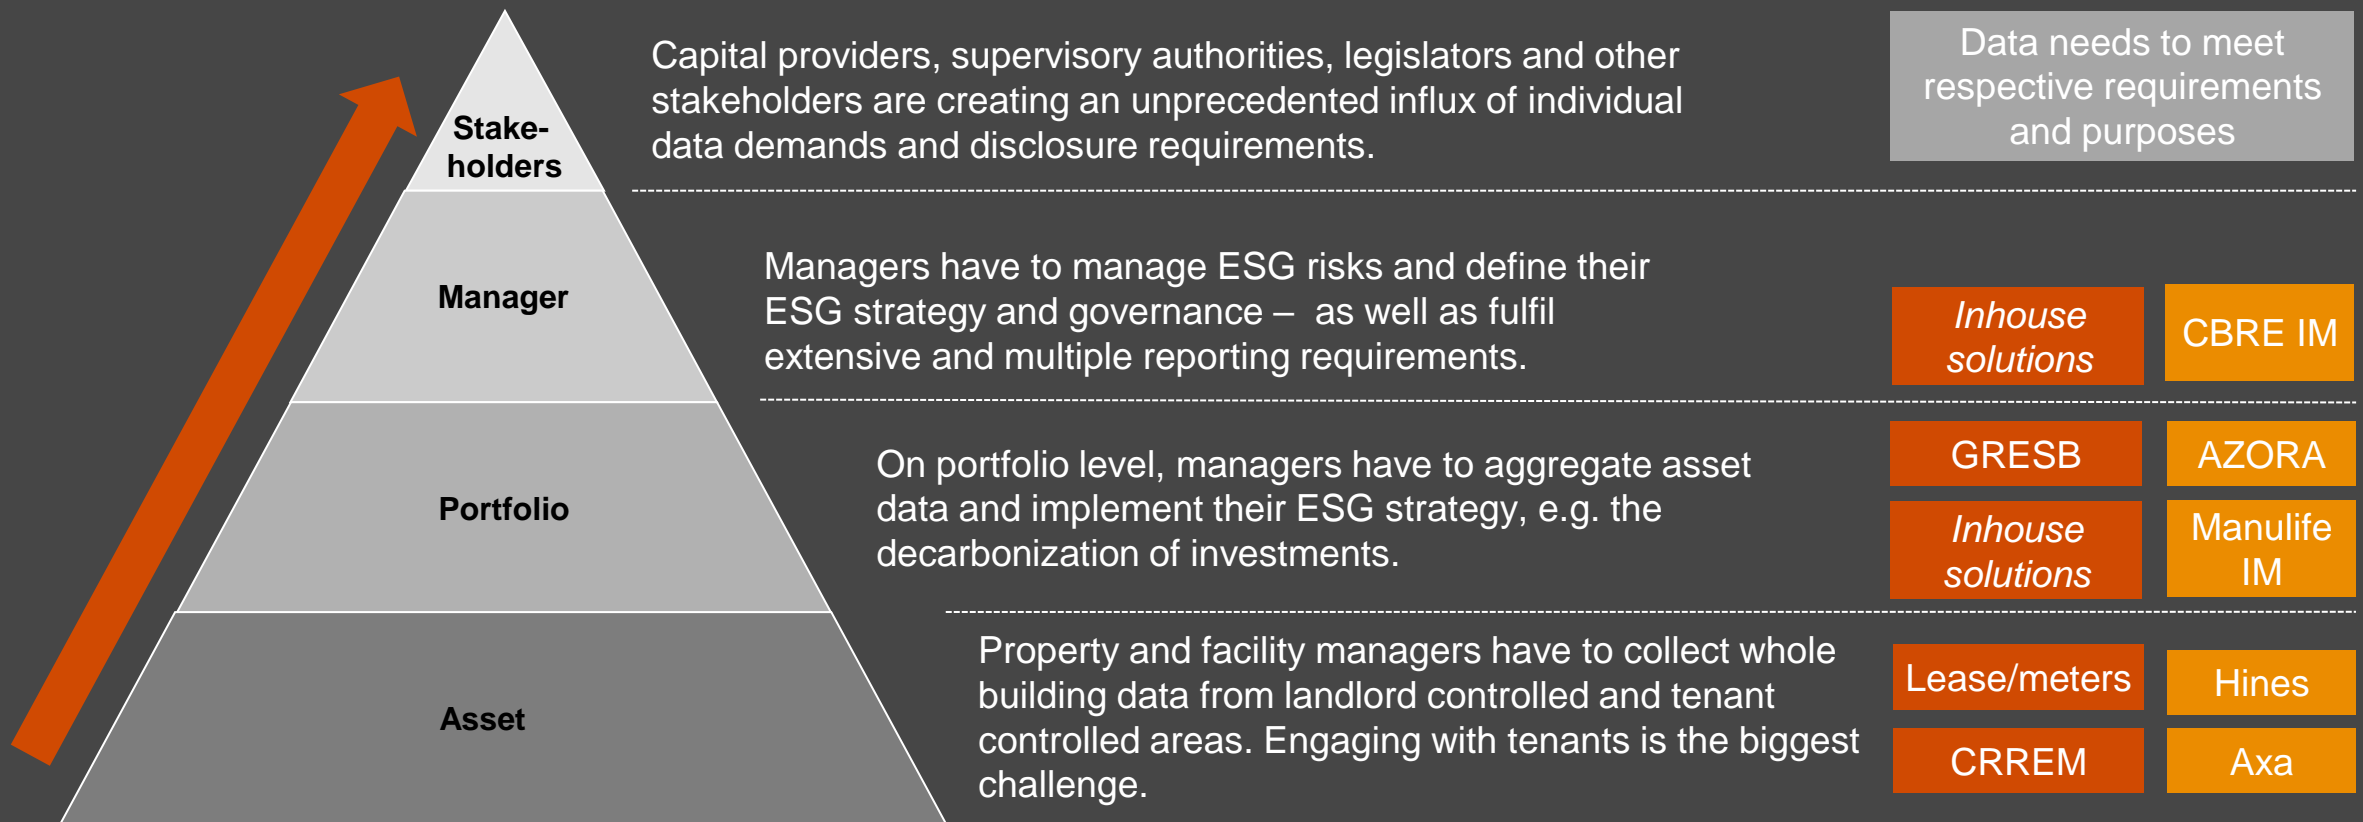 Stake-
holders
Capital providers, supervisory authorities, legislators and other
stakeholders are creating an unprecedented influx of individual
data demands and disclosure requirements.
Data needs to meet
respective requirements
and purposes
Manager
Managers have to manage ESG risks and define their
ESG strategy and governance –  as well as fulfil
extensive and multiple reporting requirements.
Inhouse
solutions
CBRE IM
Portfolio
On portfolio level, managers have to aggregate asset
data and implement their ESG strategy, e.g. the
decarbonization of investments.
GRESB
AZORA
Inhouse
solutions
Manulife
IM
Asset
Property and facility managers have to collect whole
building data from landlord controlled and tenant
controlled areas. Engaging with tenants is the biggest
challenge.
Lease/meters
Hines
CRREM
Axa